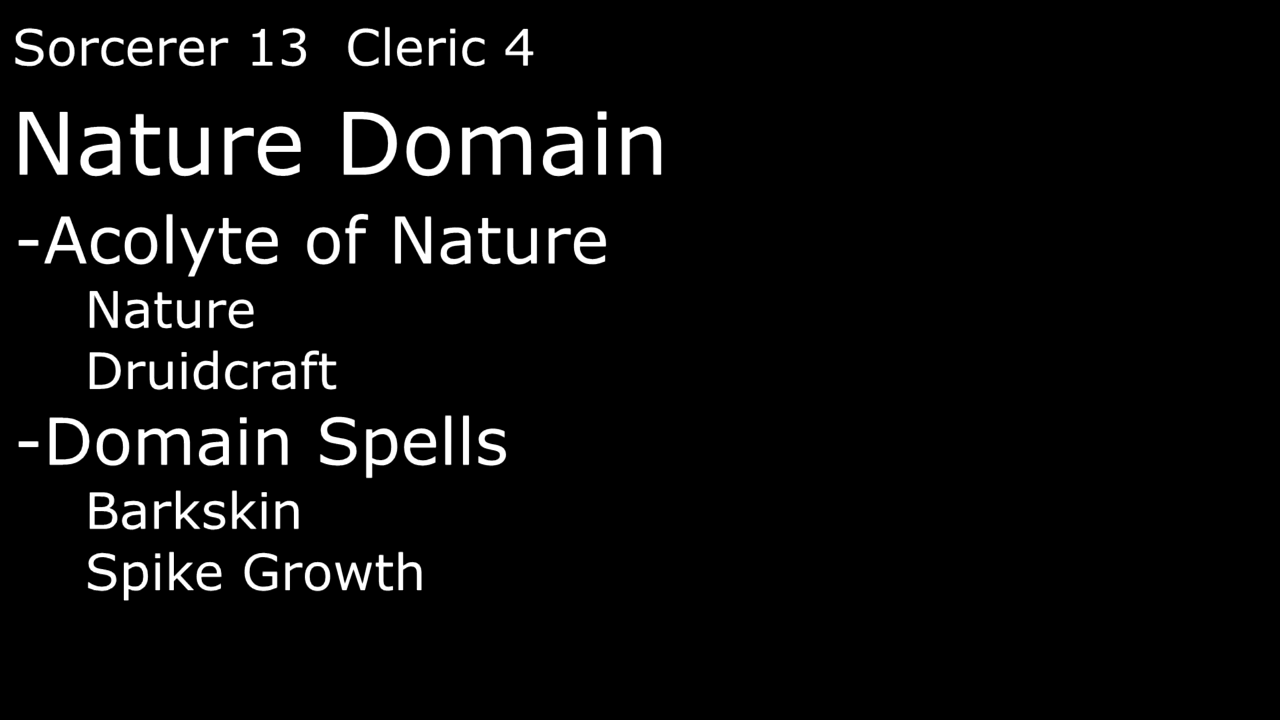 Sorcerer 13  Cleric 4
Nature Domain
-Acolyte of Nature
Nature
Druidcraft
-Domain Spells
Barkskin
Spike Growth